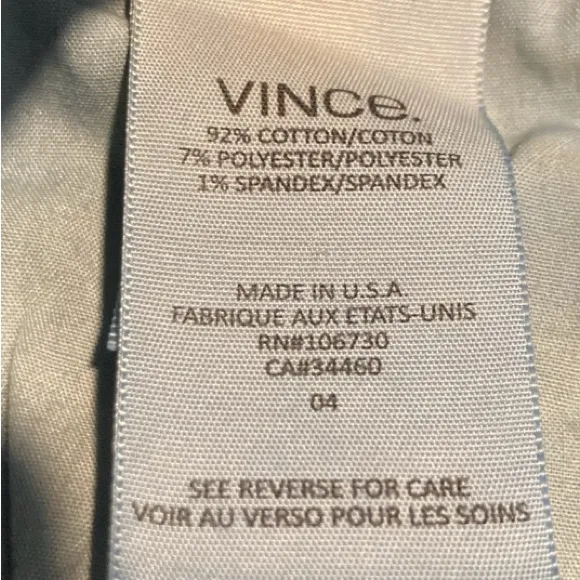 VINCe.
92% COTTON/COTON
7% POLYESTER/POLYESTER
1% SPANDEX/SPANDEX
MADE IN U.S.A
FABRIQUE AUX ETATS-UNIS
RN#106730
CA#34460
04
SEE REVERSE FOR CARE
VOIR AU VERSO POUR LES SOINS